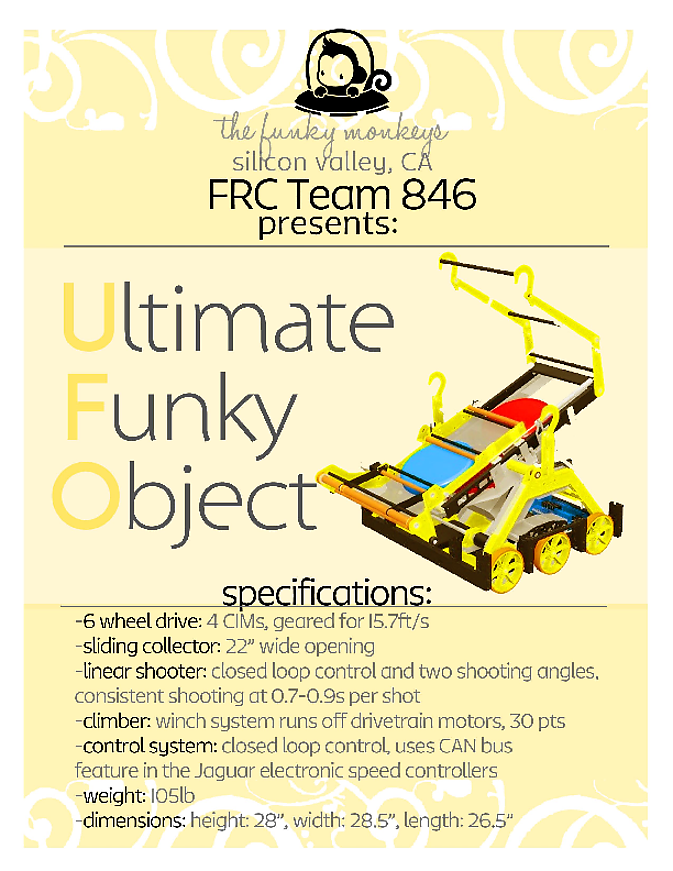 the funky monkeys
silicon valley, CA
FRC Team 846
presents:
Ultimate
Funky
Object
specifications:
-6 wheel drive: 4 CIMs, geared for 15.7ft/s
-sliding collector: 22" wide opening
-linear shooter: closed loop control and two shooting angles,
consistent shooting at 0.7-0.9s per shot
-climber: winch system runs off drivetrain motors, 30 pts
-control system: closed loop control, uses CAN bus
feature in the Jaguar electronic speed controllers
-weight: 105lb
-dimensions: height: 28", width: 28.5", length: 26.5"